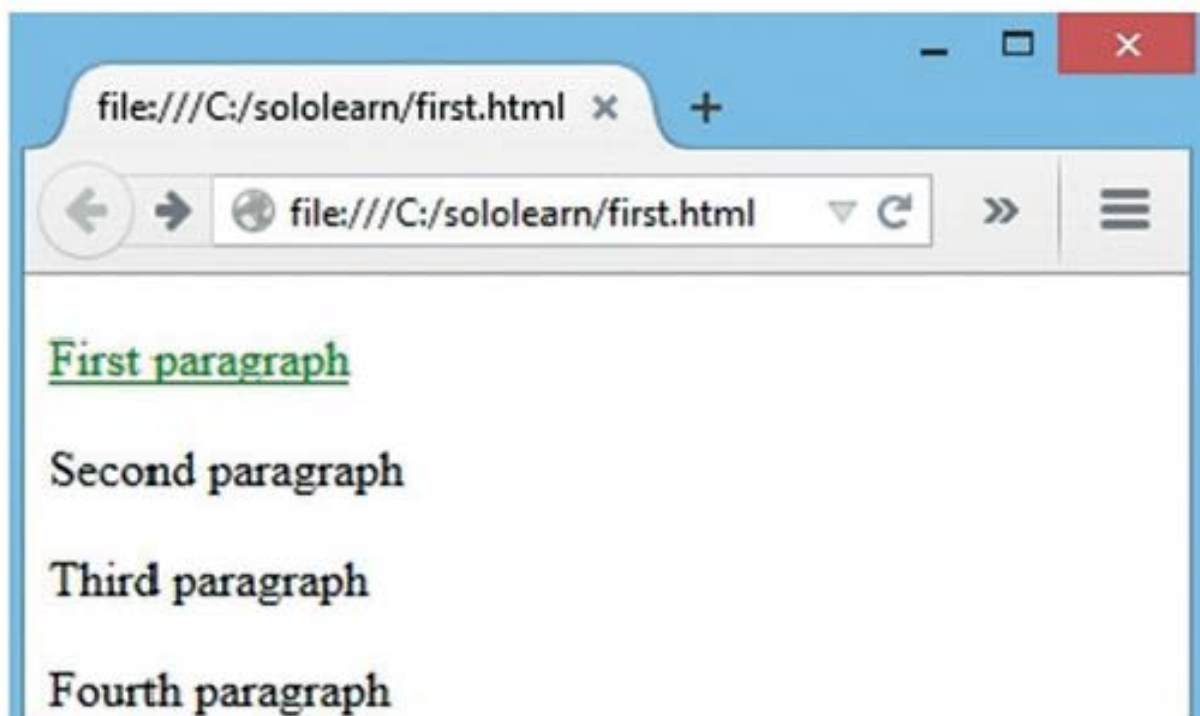 file:///C:/sololearn/first.html
file:///C:/sololearn/first.html
First paragraph
Second paragraph
Third paragraph
Fourth paragraph